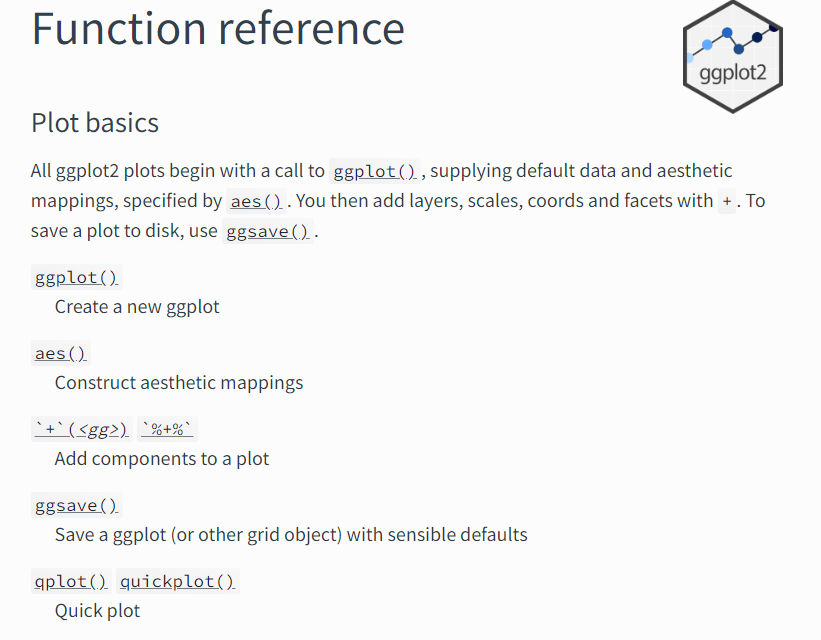 Function reference
ggplot2
Plot basics
All ggplot2 plots begin with a call to ggplot(), supplying default data and aesthetic
mappings, specified by aes(). You then add layers, scales, coords and facets with +. To
save a plot to disk, use ggsave().
ggplot()
Create a new ggplot
aes()
Construct aesthetic mappings
`+`(<gg>) `%+%`
Add components to a plot
ggsave()
Save a ggplot (or other grid object) with sensible defaults
qplot() quickplot()
Quick plot